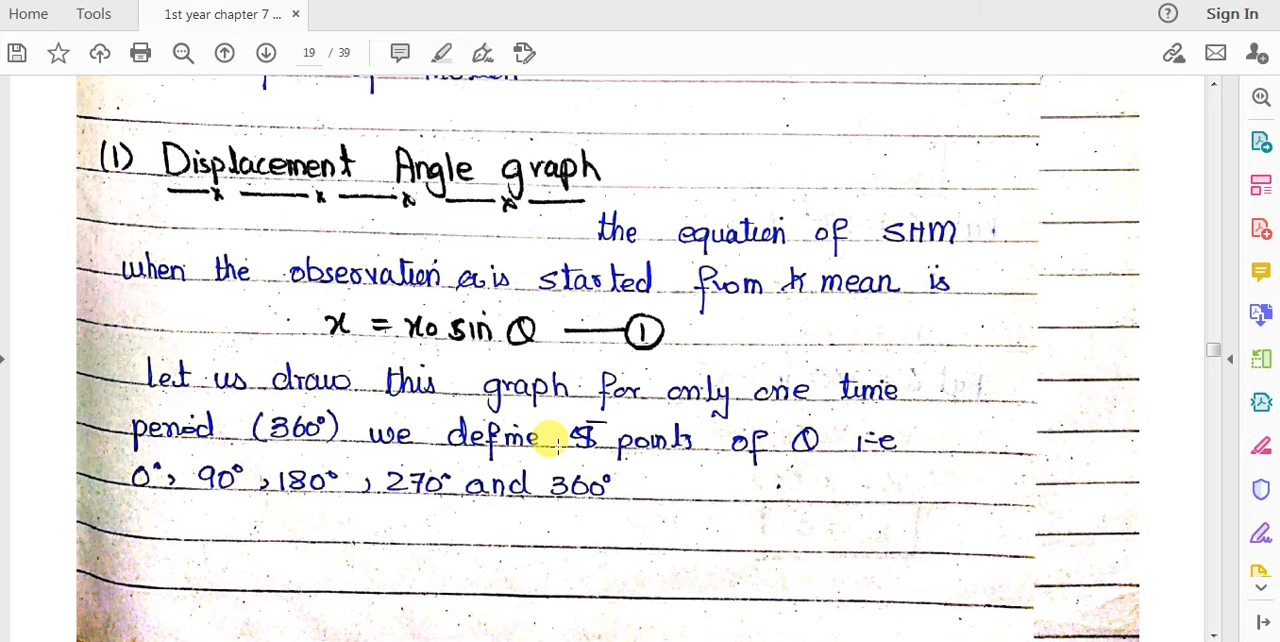 Home Tools 1st year chapter 7 ... × Sign In
19 / 39
(1) Displacement Angle graph
the equation of SHM
when the observation is started from mean is
x = x0 sin θ —— 1
Let us draw this graph for only one time
period (360°) we define 5 points of θ i=e
0°, 90°, 180°, 270° and 360°